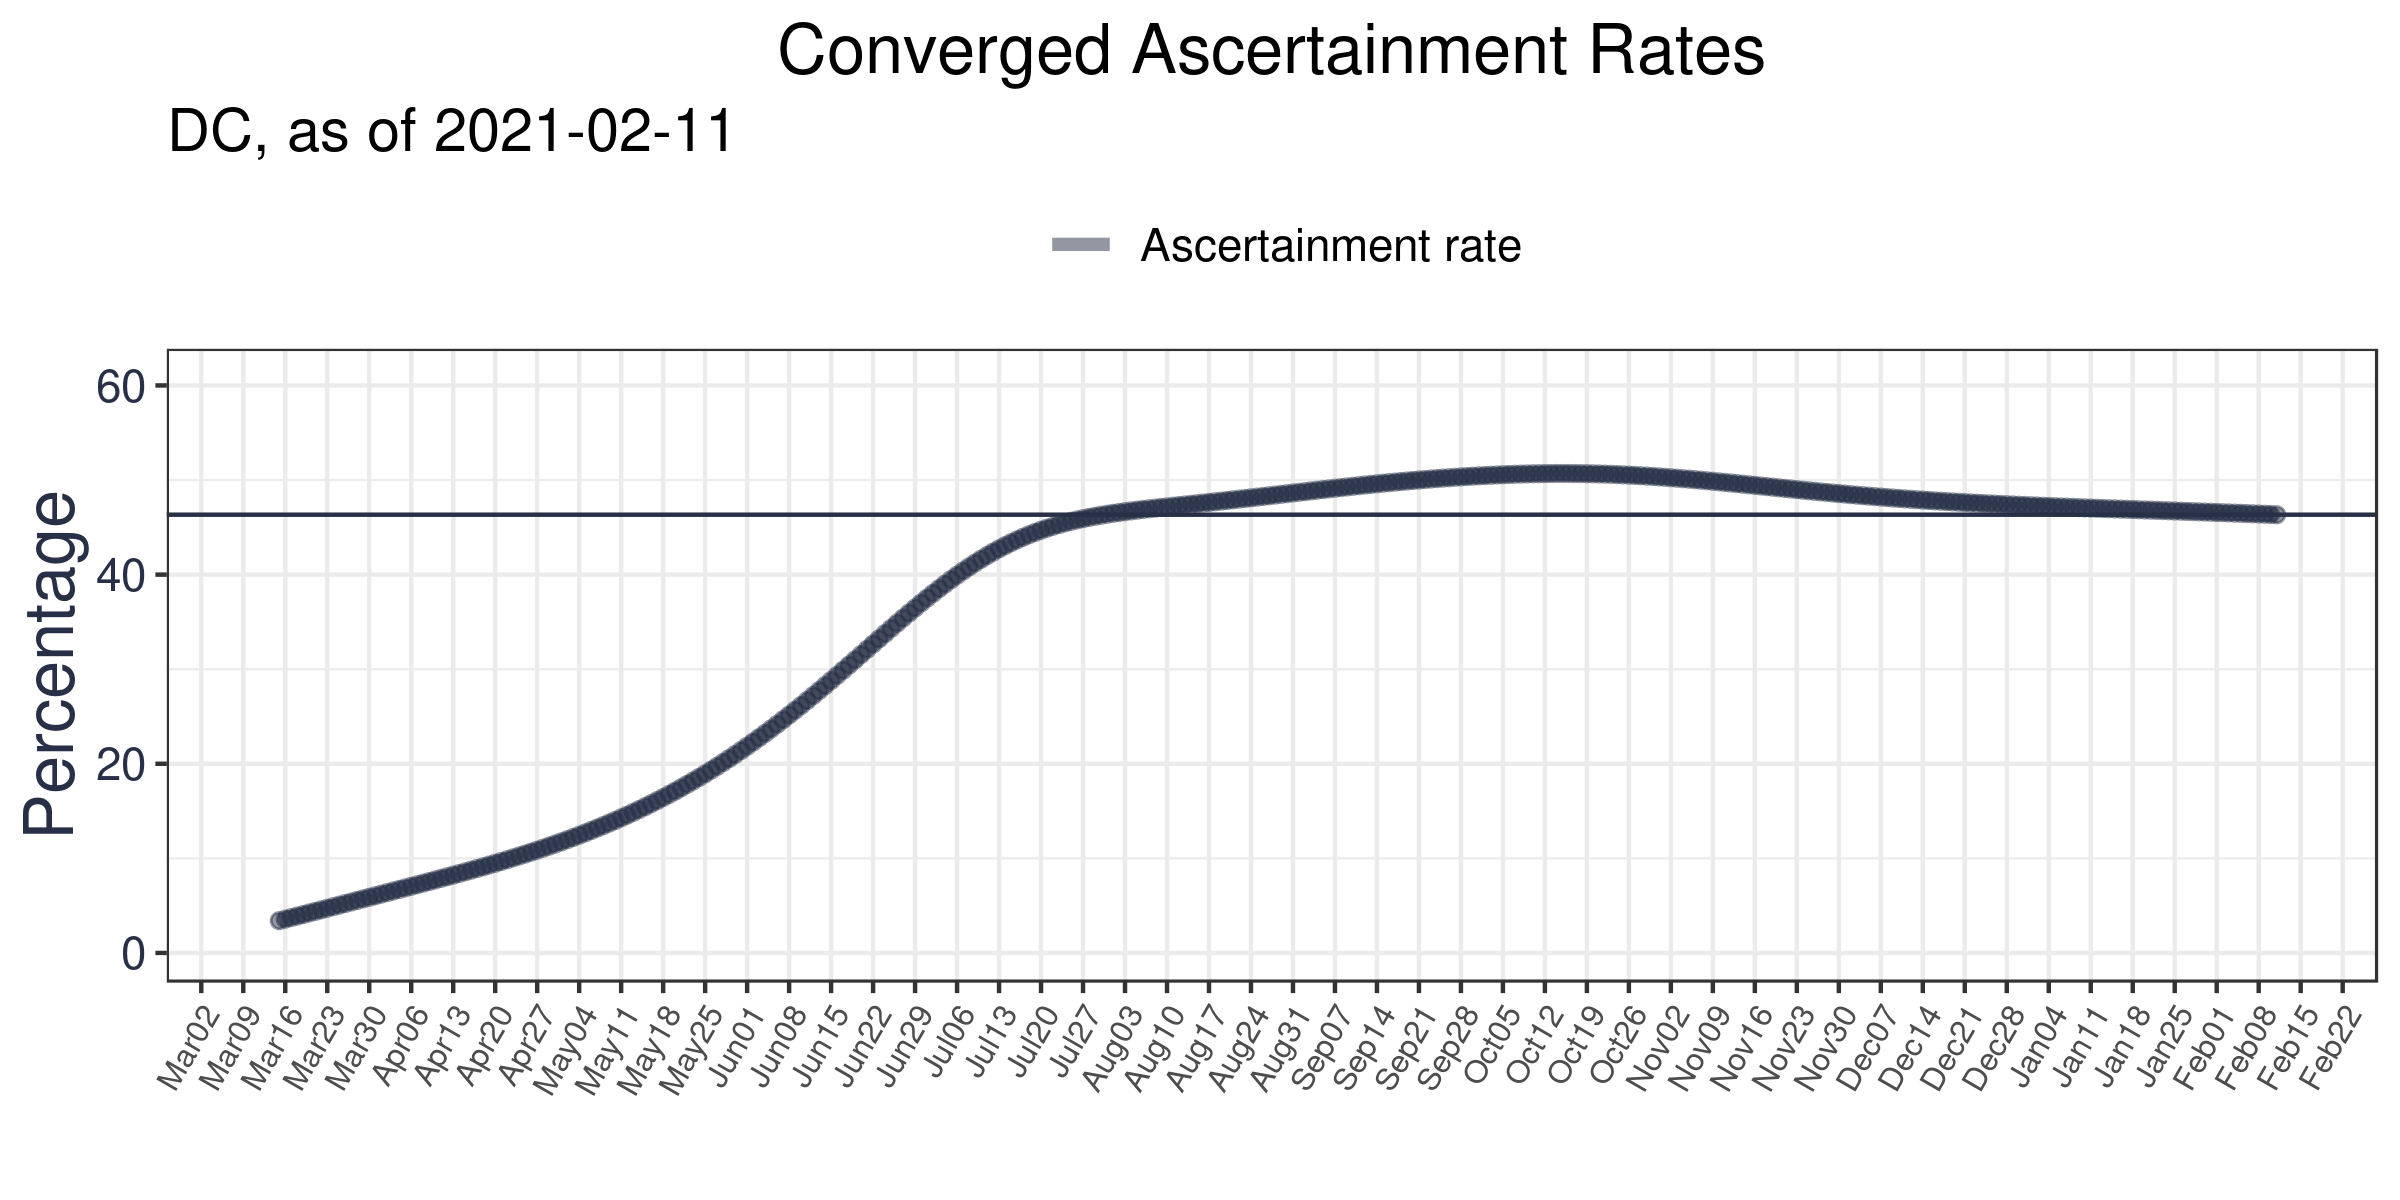 Converged Ascertainment Rates
DC, as of 2021-02-11
Ascertainment rate
Percentage
60
40
20
0
Mar02 Mar09 Mar16 Mar23 Mar30 Apr06 Apr13 Apr20 Apr27 May04 May11 May18 May25 Jun01 Jun08 Jun15 Jun22 Jun29 Jul06 Jul13 Jul20 Jul27 Aug03 Aug10 Aug17 Aug24 Aug31 Sep07 Sep14 Sep21 Sep28 Oct05 Oct12 Oct19 Oct26 Nov02 Nov09 Nov16 Nov23 Nov30 Dec07 Dec14 Dec21 Dec28 Jan04 Jan11 Jan18 Jan25 Feb01 Feb08 Feb15 Feb22